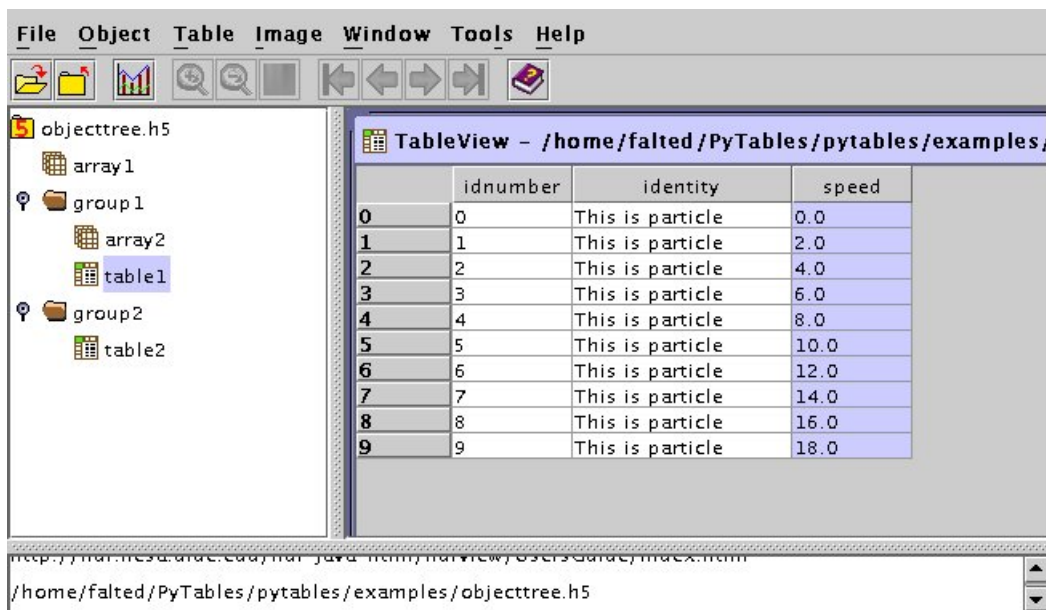 File Object Table Image Window Tools Help
5 objecttree.h5
array1
group1
array2
table1
group2
table2
TableView - /home/falted/PyTables/pytables/examples/
idnumber identity speed
0 0 This is particle 0.0
1 1 This is particle 2.0
2 2 This is particle 4.0
3 3 This is particle 6.0
4 4 This is particle 8.0
5 5 This is particle 10.0
6 6 This is particle 12.0
7 7 This is particle 14.0
8 8 This is particle 16.0
9 9 This is particle 18.0
/home/falted/PyTables/pytables/examples/objecttree.h5